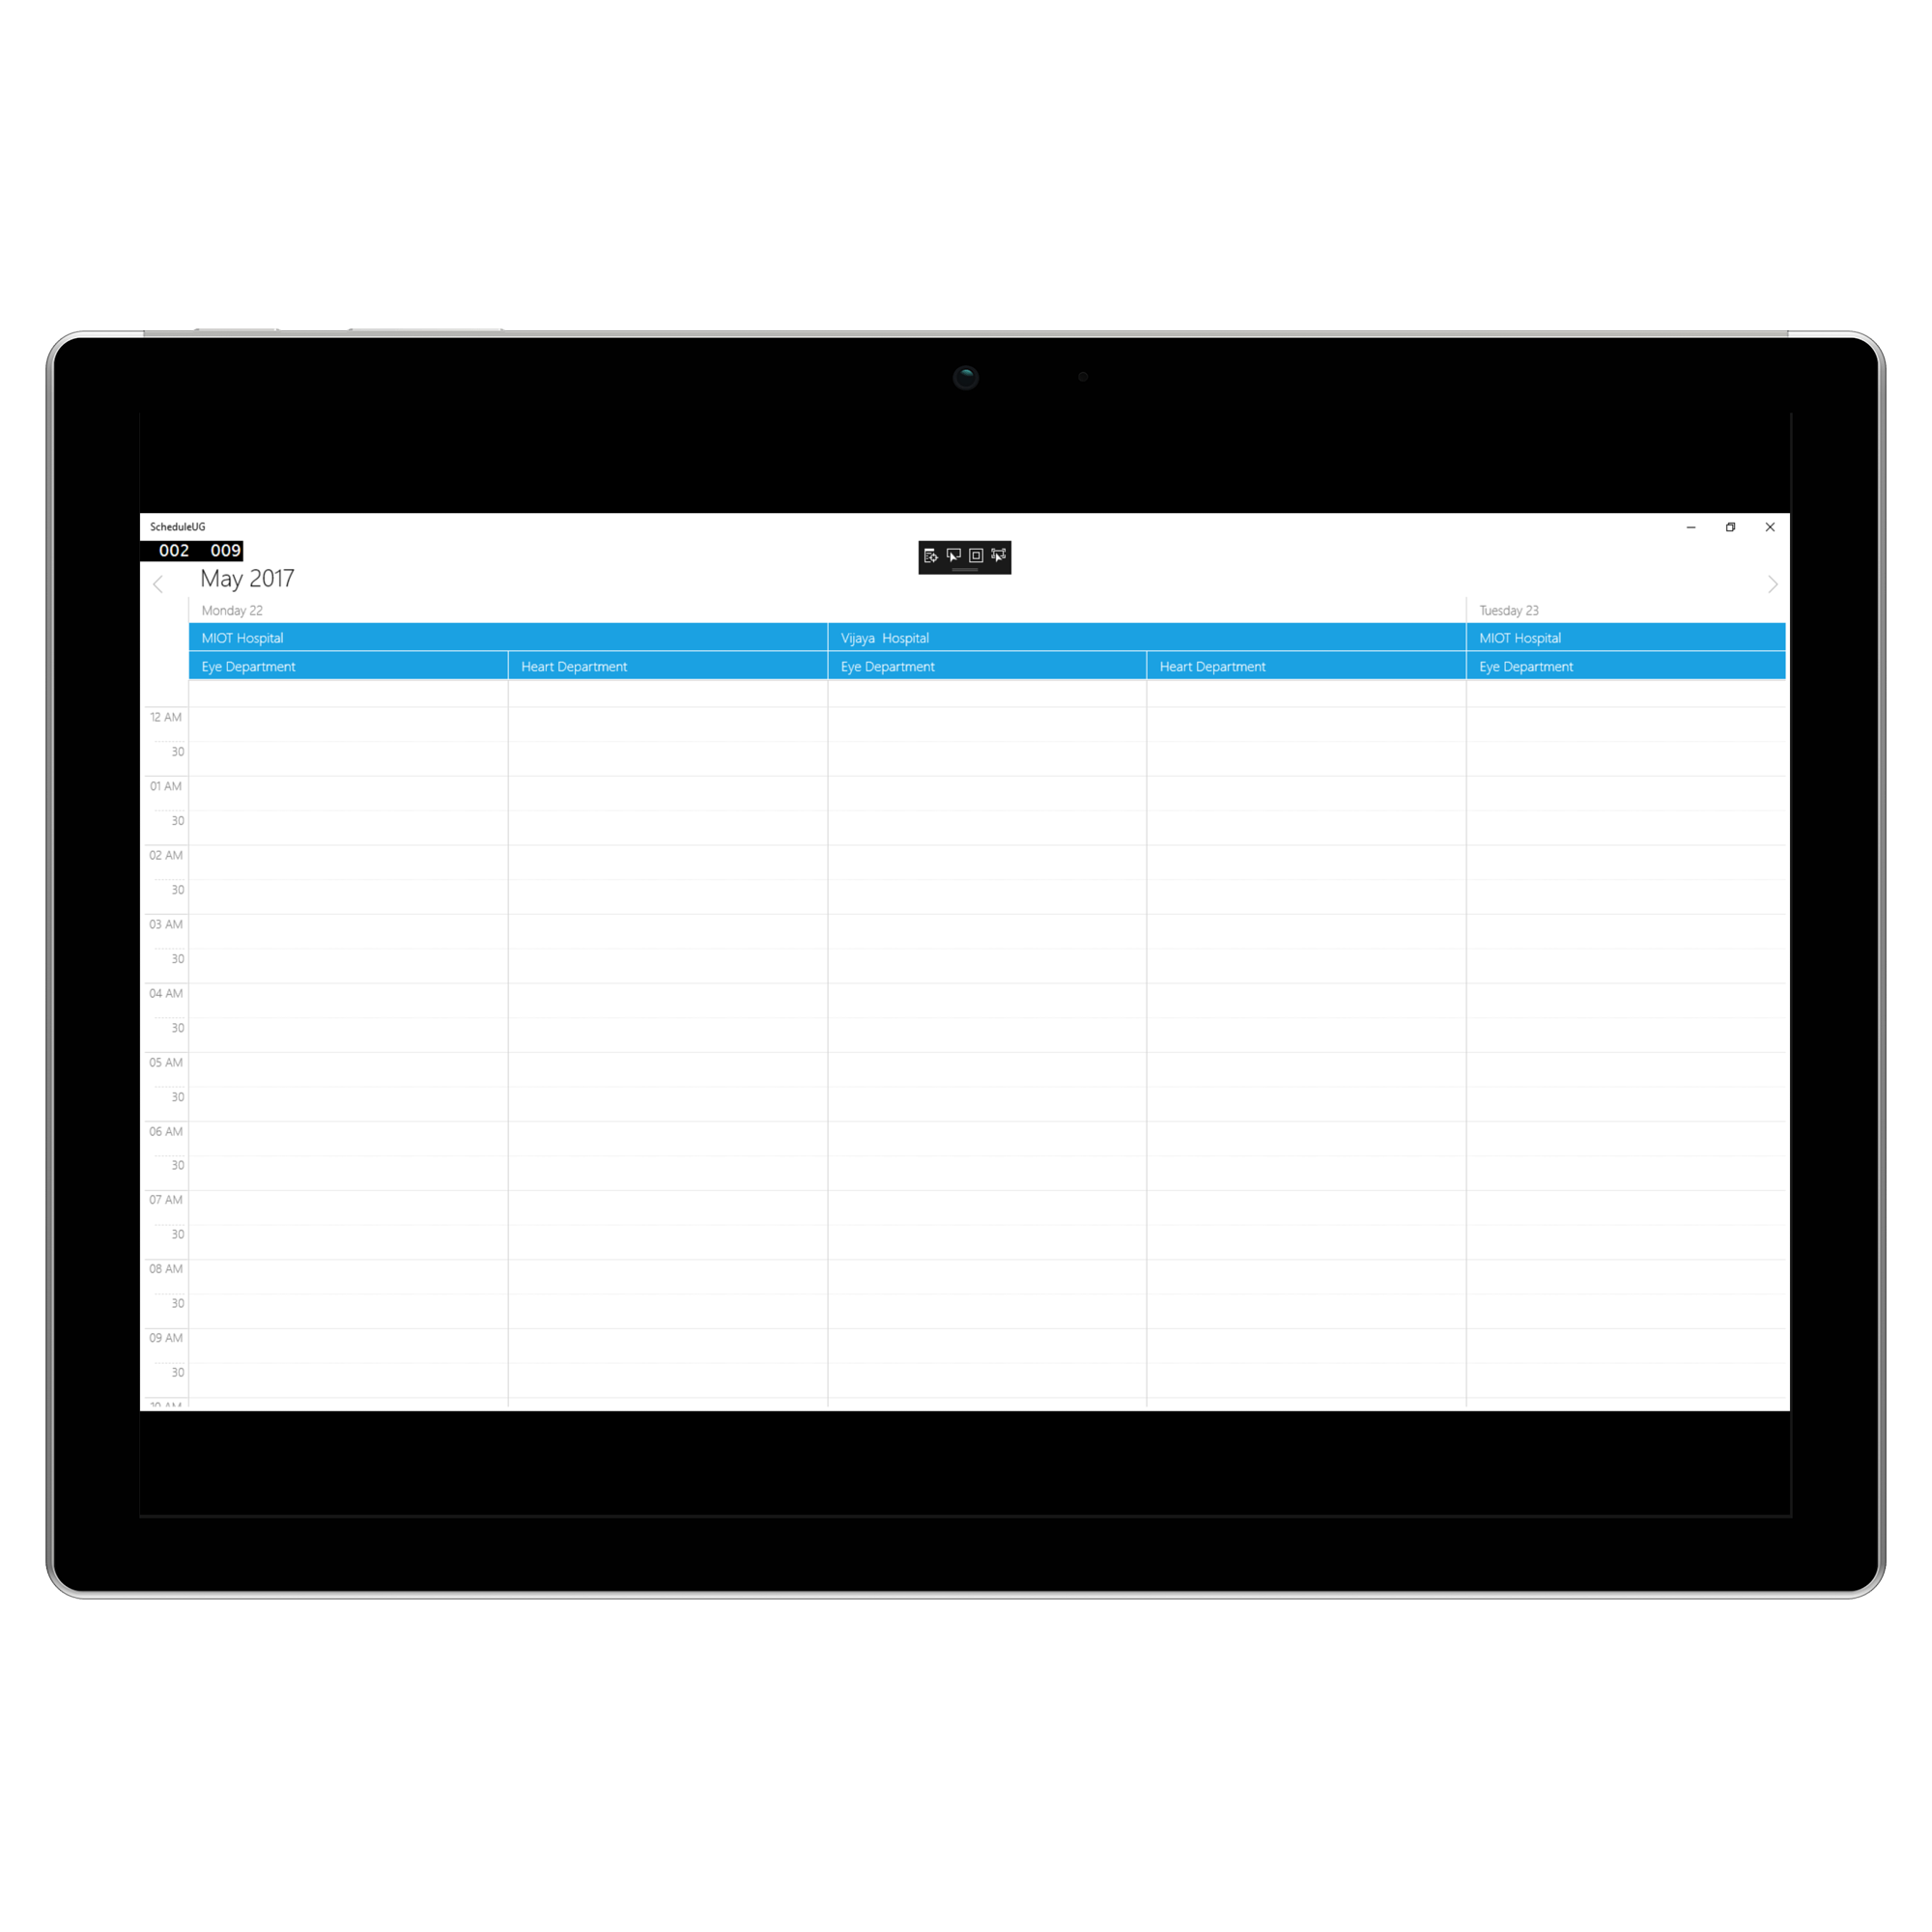 ScheduleUG
002 009
May 2017
Monday 22 Tuesday 23
MIOT Hospital Vijaya Hospital MIOT Hospital
Eye Department Heart Department Eye Department Heart Department Eye Department
12 AM
30
01 AM
30
02 AM
30
03 AM
30
04 AM
30
05 AM
30
06 AM
30
07 AM
30
08 AM
30
09 AM
30
10 AM